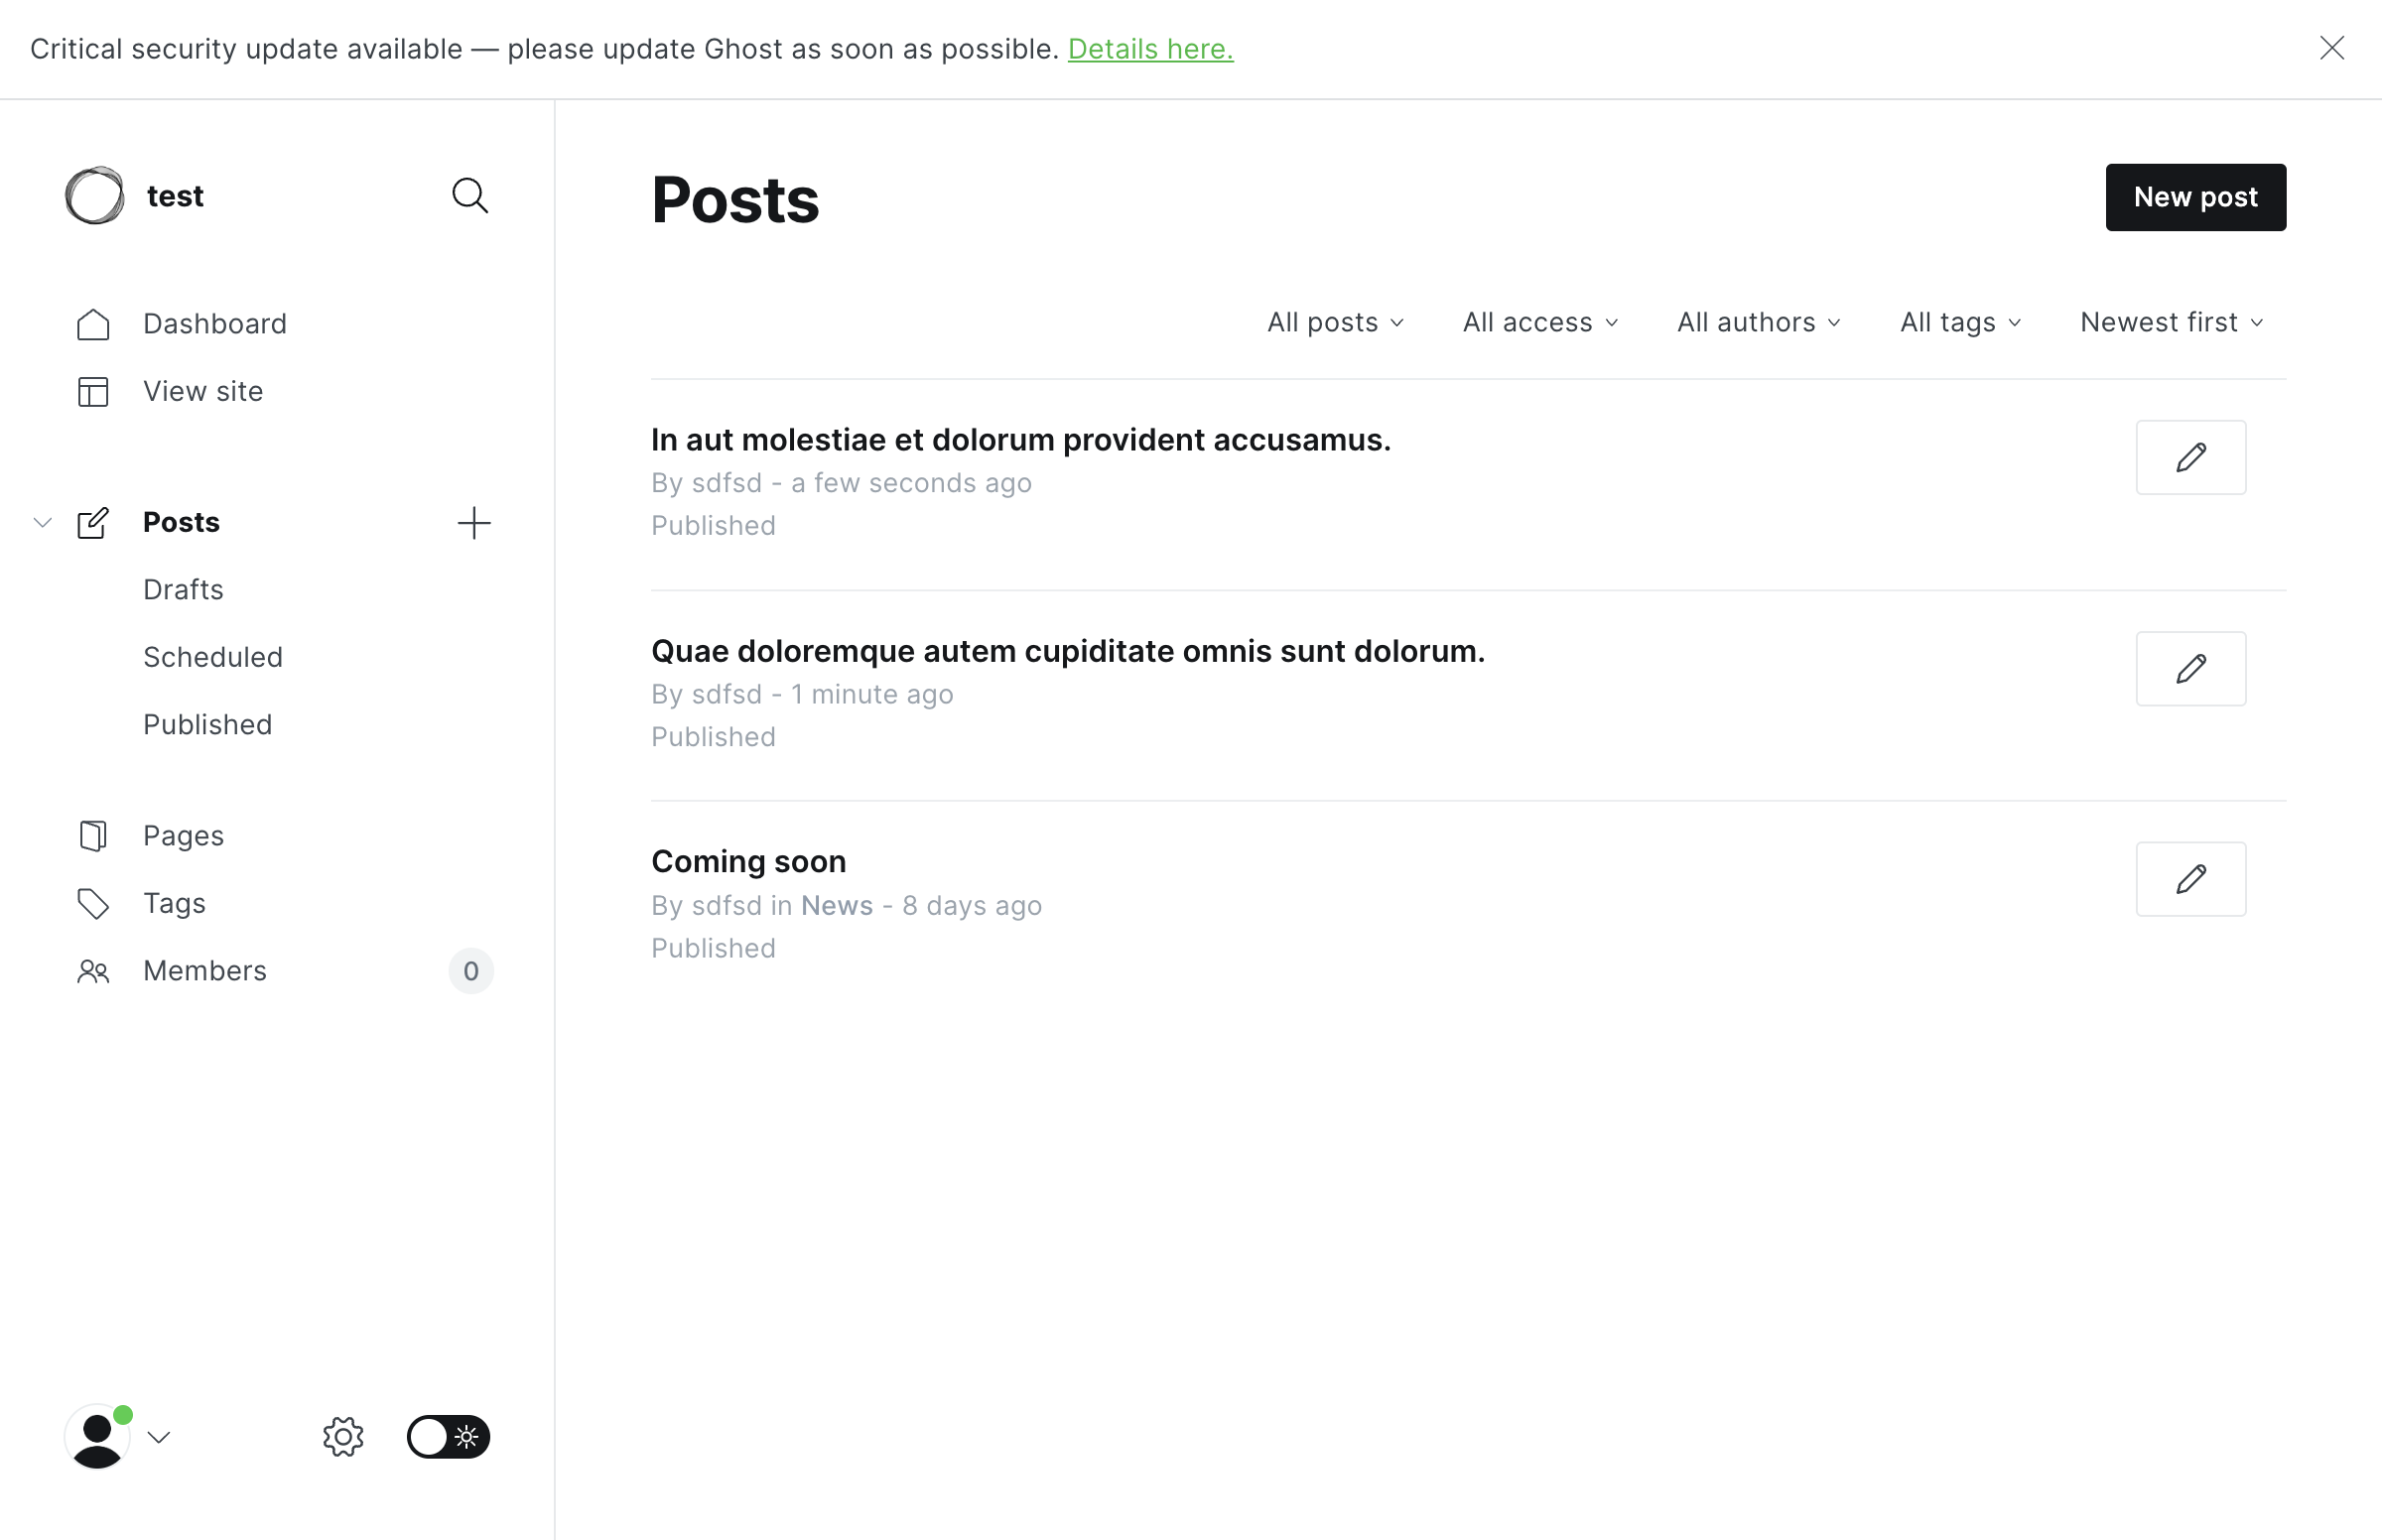 Critical security update available — please update Ghost as soon as possible. Details here.
test
Dashboard
View site
Posts
Drafts
Scheduled
Published
Pages
Tags
Members 0
Posts
New post
All posts All access All authors All tags Newest first
In aut molestiae et dolorum provident accusamus.
By sdfsd - a few seconds ago
Published
Quae doloremque autem cupiditate omnis sunt dolorum.
By sdfsd - 1 minute ago
Published
Coming soon
By sdfsd in News - 8 days ago
Published